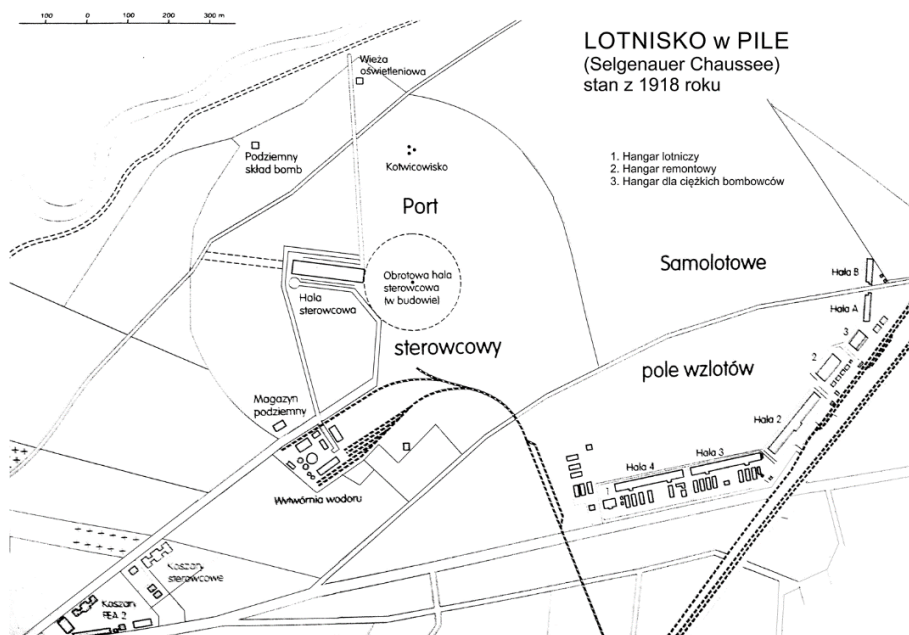 100 0 100 200 300 m
LOTNISKO w PILE
(Selgenauer Chaussee)
stan z 1918 roku
1. Hangar lotniczy
2. Hangar remontowy
3. Hangar dla ciężkich bombowców
Wieża
oświetleniowa
Podziemny
skład bomb
Kotwicowisko
Port
Obrotowa hala
sterowcowa
(w budowie)
Hala
sterowcowa
Samolotowe
Hala B
Hala A
3
sterowcowy
pole wzlotów
2
Magazyn
podziemny
Hala 2
Hala 3
Hala 4
1
Wytwórnia wodoru
Koszary
sterowcowe
Koszary
FEA 2